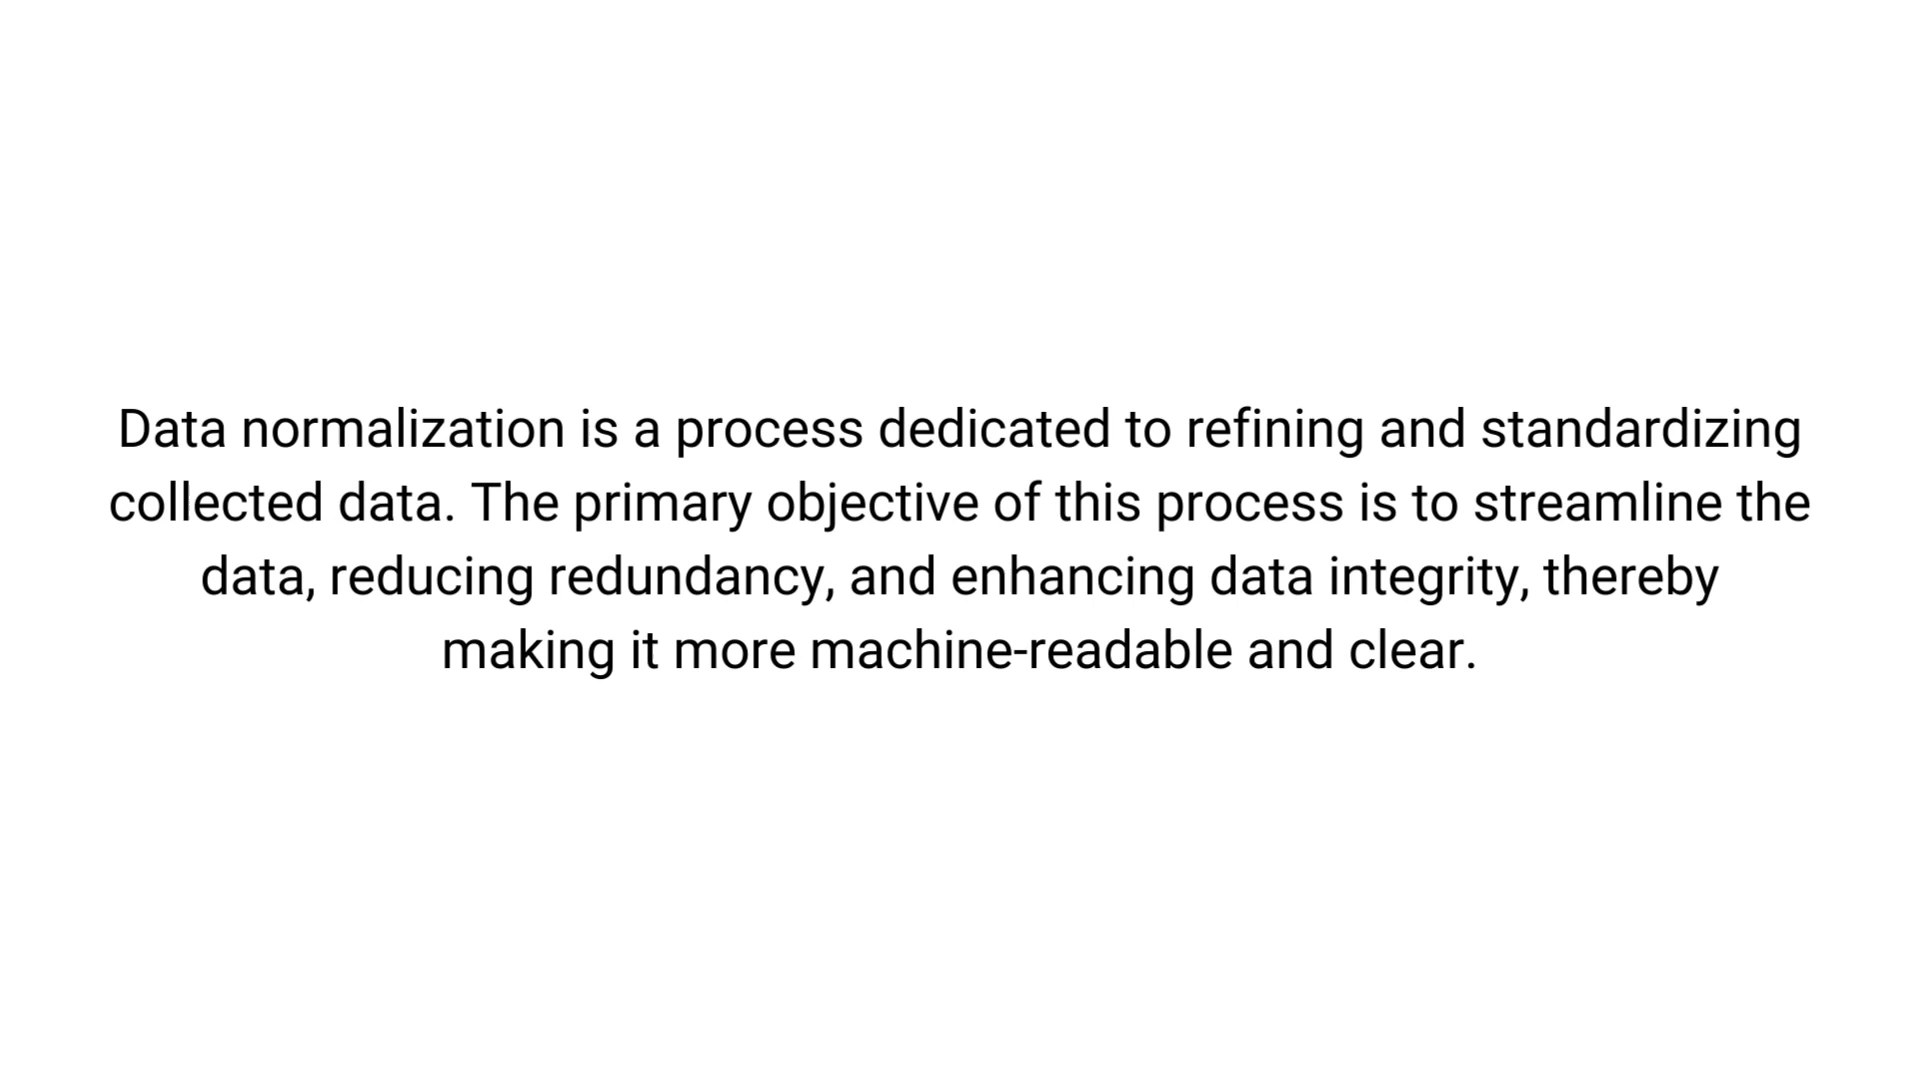 Data normalization is a process dedicated to refining and standardizing
collected data. The primary objective of this process is to streamline the
data, reducing redundancy, and enhancing data integrity, thereby
making it more machine-readable and clear.